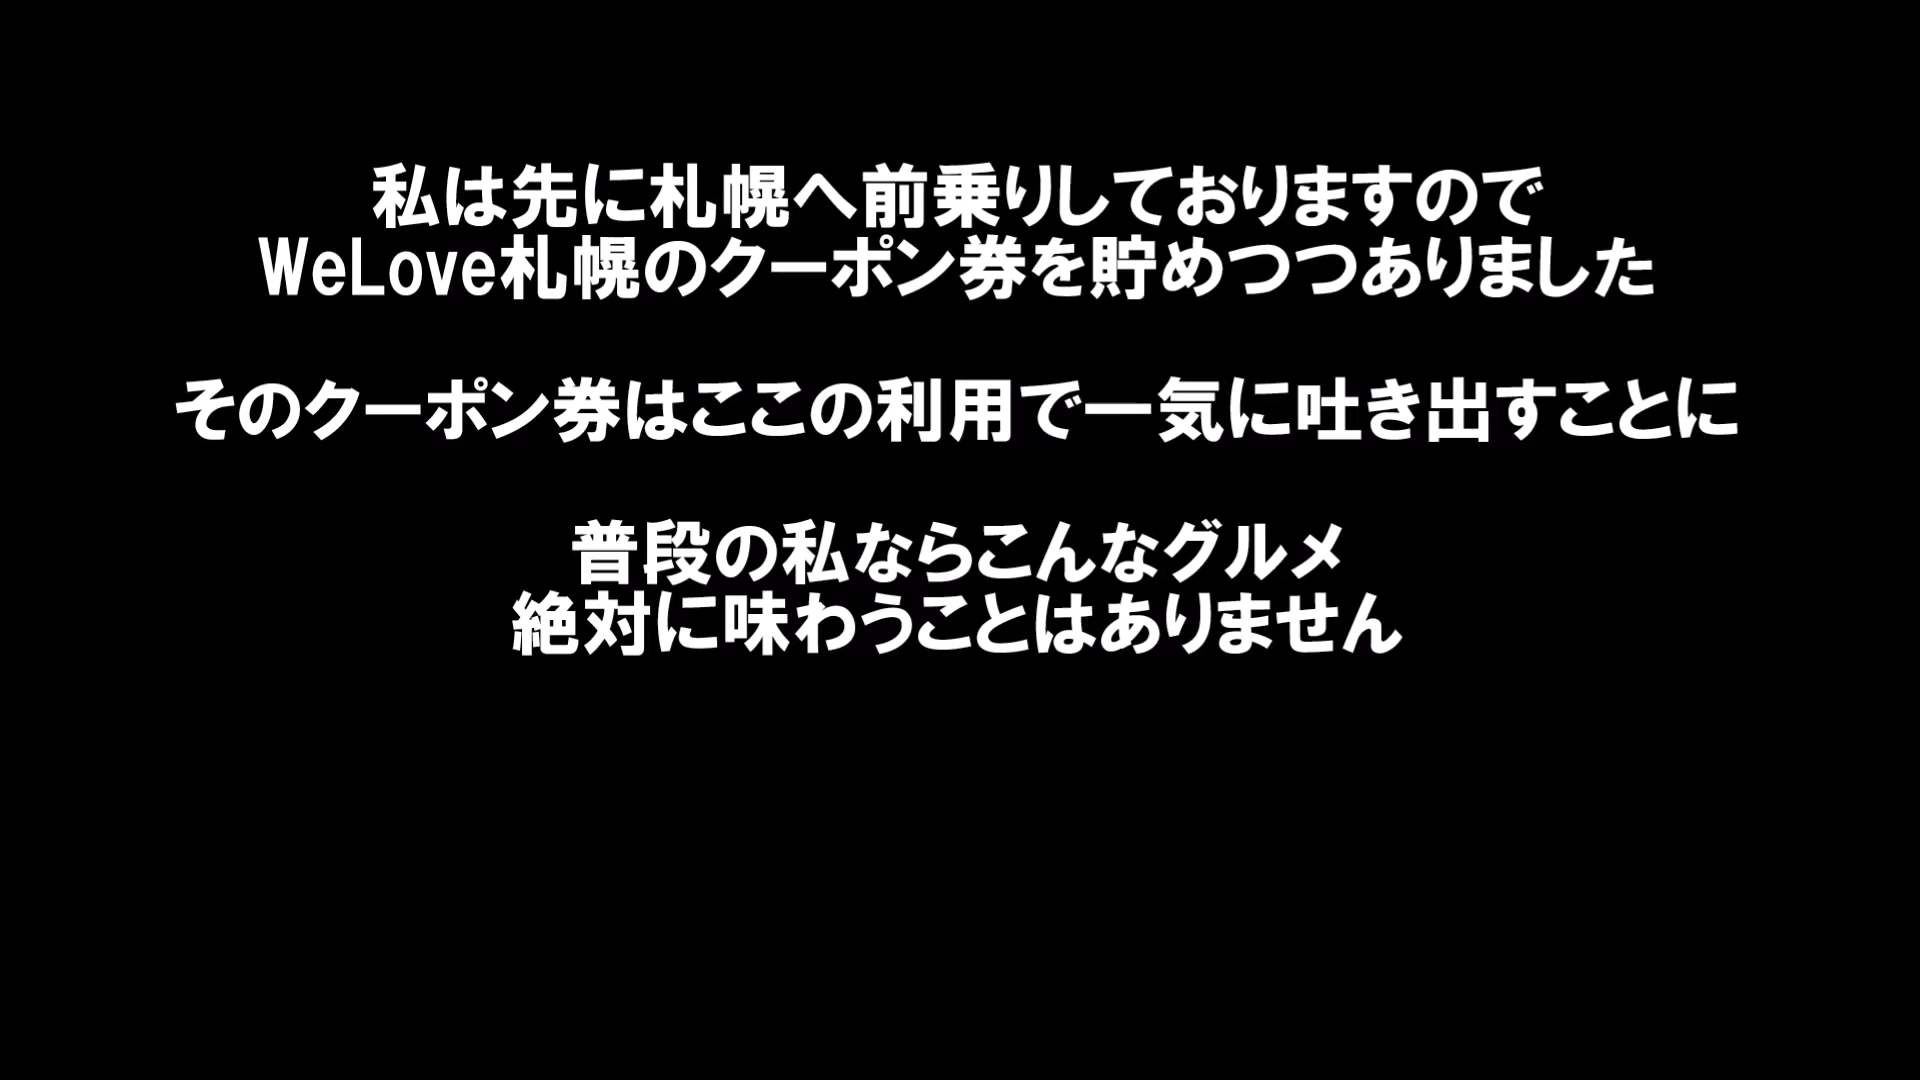 私は先に札幌へ前乗りしておりますので
WeLove札幌のクーポン券を貯めつつありました
そのクーポン券はここの利用で一気に吐き出すことに
普段の私ならこんなグルメ
絶対に味わうことはありません